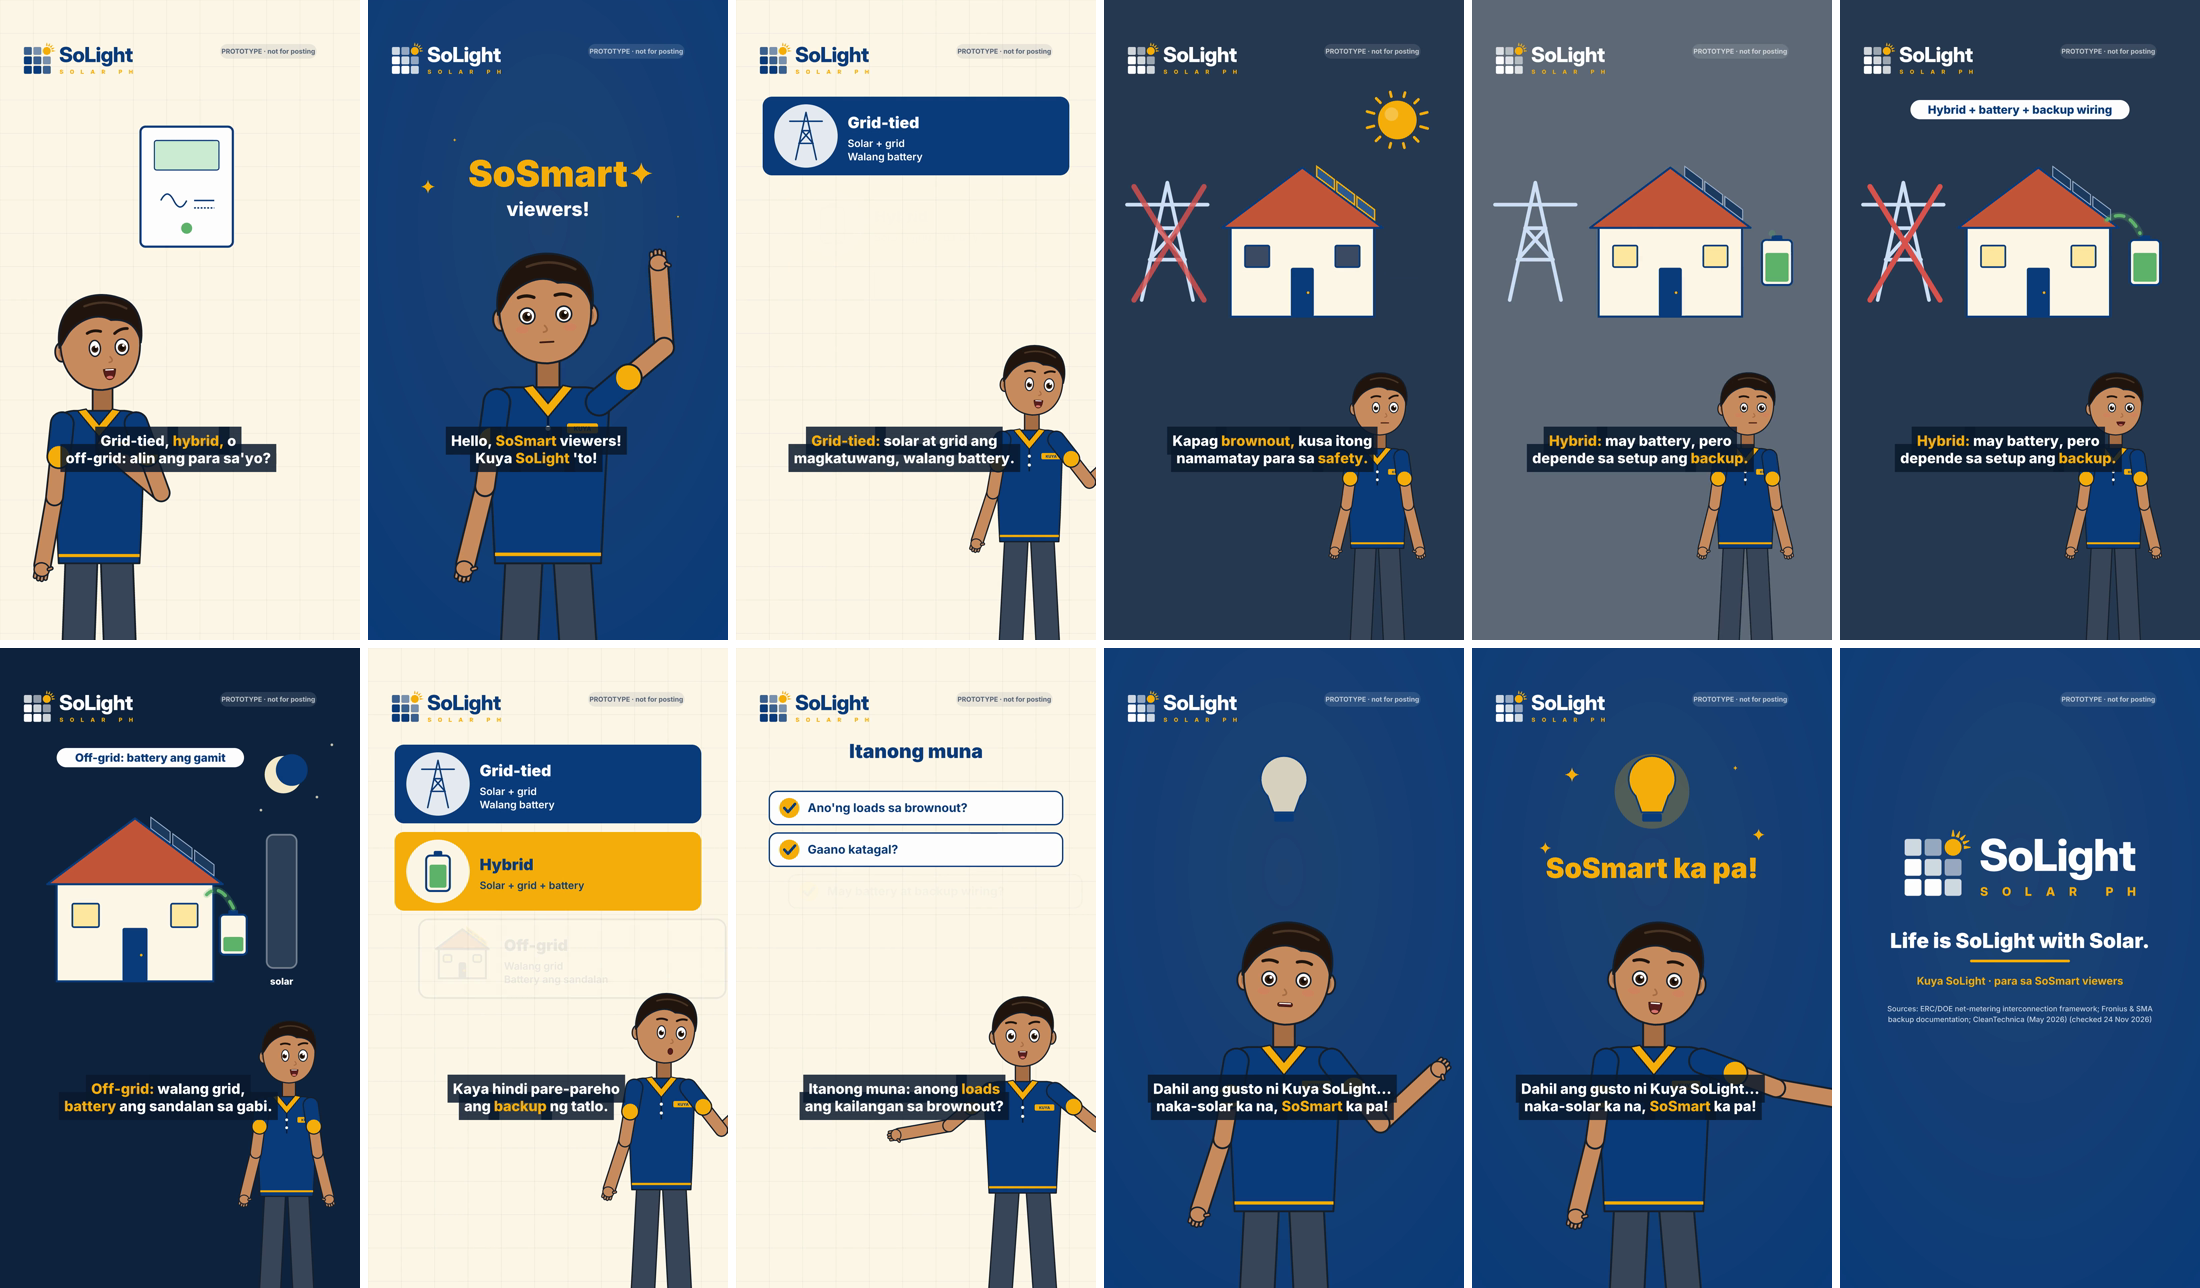 SoLight
SOLAR PH
PROTOTYPE - not for posting
Grid-tied, hybrid, o
off-grid: alin ang para sa'yo?
SoLight
SOLAR PH
PROTOTYPE - not for posting
SoSmart
viewers!
Hello, SoSmart viewers!
Kuya SoLight 'to!
SoLight
SOLAR PH
PROTOTYPE - not for posting
Grid-tied
Solar + grid
Walang battery
KUYA
Grid-tied: solar at grid ang
magkatuwang, walang battery.
SoLight
SOLAR PH
PROTOTYPE - not for posting
Kapag brownout, kusa itong
namamatay para sa safety.
SoLight
SOLAR PH
PROTOTYPE - not for posting
Hybrid: may battery, pero
depende sa setup ang backup.
SoLight
SOLAR PH
PROTOTYPE - not for posting
Hybrid + battery + backup wiring
Hybrid: may battery, pero
depende sa setup ang backup.
SoLight
SOLAR PH
PROTOTYPE - not for posting
Off-grid: battery ang gamit
solar
Off-grid: walang grid,
battery ang sandalan sa gabi.
SoLight
SOLAR PH
PROTOTYPE - not for posting
Grid-tied
Solar + grid
Walang battery
Hybrid
Solar + grid + battery
Off-grid
Walang grid
Battery ang sandalan
Kaya hindi pare-pareho
ang backup ng tatlo.
KUYA
SoLight
SOLAR PH
PROTOTYPE - not for posting
Itanong muna
Ano'ng loads sa brownout?
Gaano katagal?
May battery at backup wiring?
Itanong muna: anong loads
ang kailangan sa brownout?
KUYA
SoLight
SOLAR PH
PROTOTYPE - not for posting
Dahil ang gusto ni Kuya SoLight...
naka-solar ka na, SoSmart ka pa!
SoLight
SOLAR PH
PROTOTYPE - not for posting
SoSmart ka pa!
Dahil ang gusto ni Kuya SoLight...
naka-solar ka na, SoSmart ka pa!
PROTOTYPE - not for posting
SoLight
SOLAR PH
Life is SoLight with Solar.
Kuya SoLight · para sa SoSmart viewers
Sources: ERC/DOE net-metering interconnection framework; Fronius & SMA
backup documentation; CleanTechnica (May 2026) (checked 24 Nov 2026)